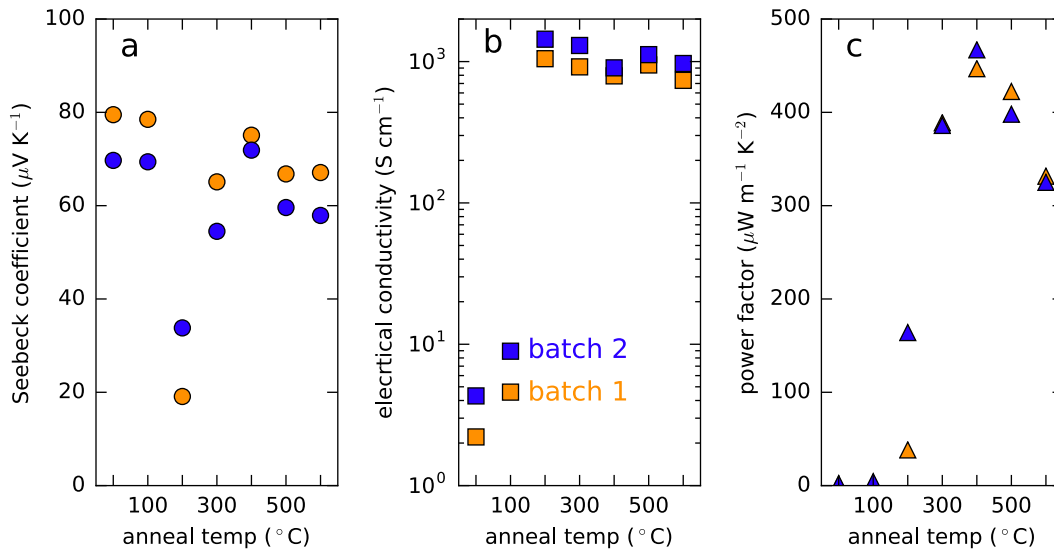 a
100
80
60
40
20
0
Seebeck coefficient (μV K⁻¹)
100 300 500
anneal temp (°C)
b
10³
10²
10¹
10⁰
elecrtical conductivity (S cm⁻¹)
batch 2
batch 1
100 300 500
anneal temp (°C)
c
500
400
300
200
100
0
power factor (μW m⁻¹ K⁻²)
100 300 500
anneal temp (°C)